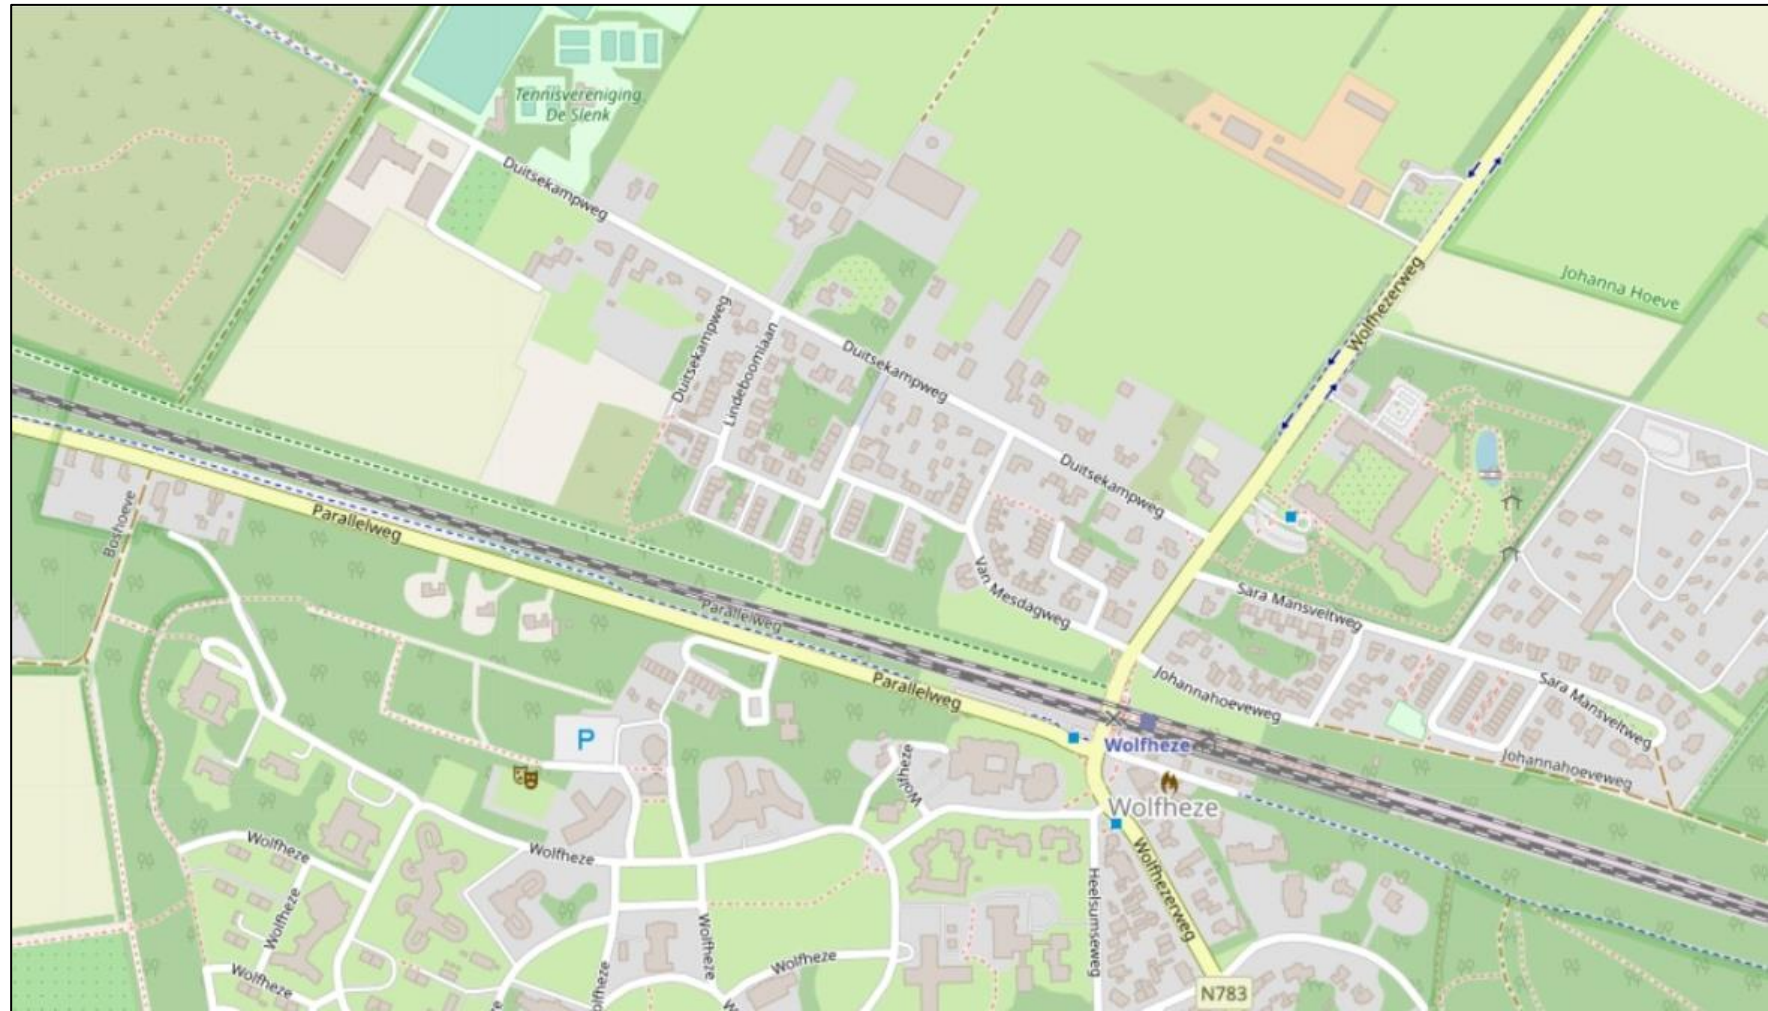 Tennisvereniging
De Slenk
Duitsekampweg
Johanna Hoeve
Wolfhezerweg
Duitsekampweg
Lindeboomlaan
Duitsekampweg
Duitsekampweg
Boshoeve
Parallelweg
Parallelweg
Van Mesdagweg
Sara Mansveltweg
Parallelweg
Johannahoeveweg
Sara Mansveltweg
P
Wolfheze
Wolfheze
Johannahoeveweg
Wolfheze
Wolfheze
Wolfheze
Wolfhezerweg
Heelsumseweg
Wolfheze
Wolfheze
Wolfheze
Wolfheze
olfheze
W
N783